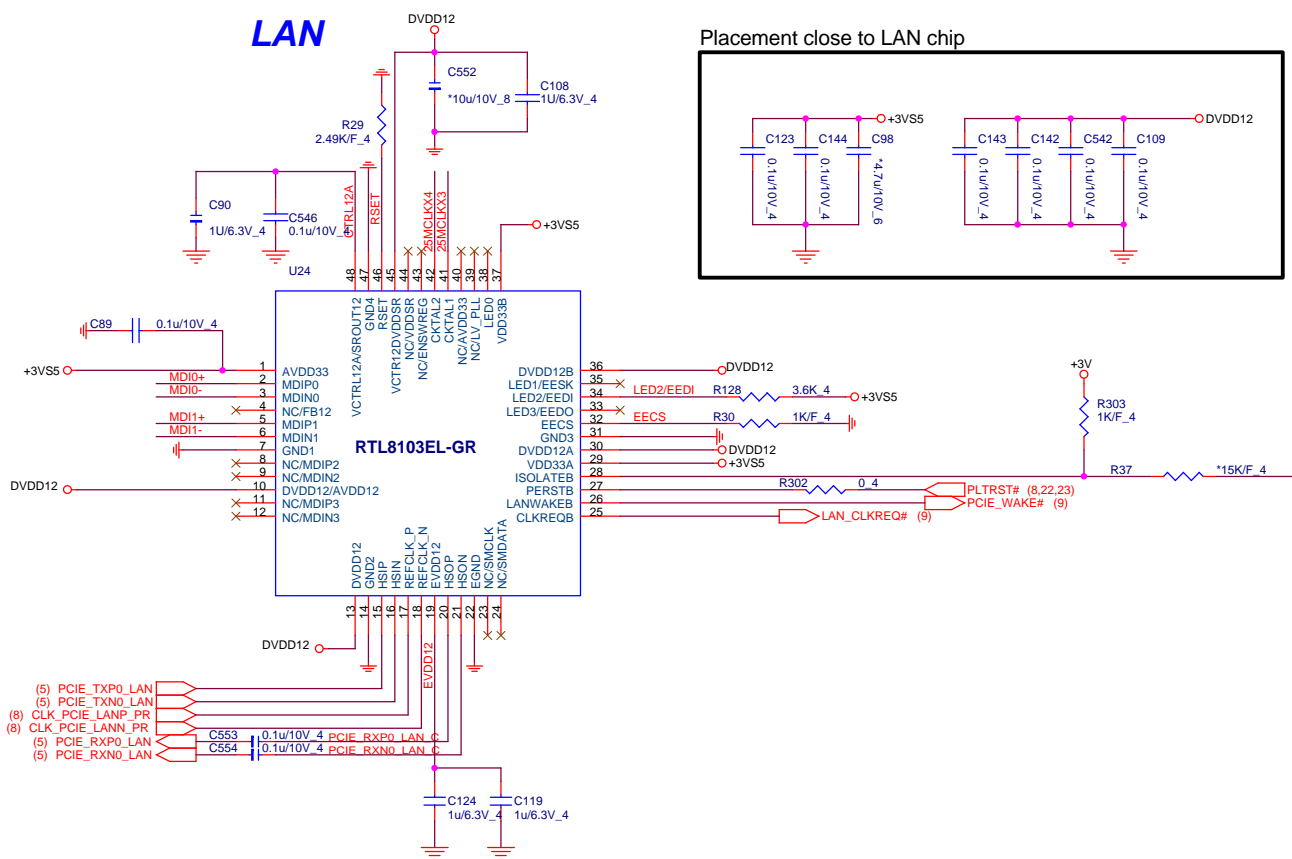 LAN
DVDD12
Placement close to LAN chip
C552
*10u/10V_8
C108
1U/6.3V_4
R29
2.49K/F_4
+3VS5
C123
0.1u/10V_4
C144
0.1u/10V_4
C98
*4.7u/10V_6
DVDD12
C143
0.1u/10V_4
C142
0.1u/10V_4
C542
0.1u/10V_4
C109
0.1u/10V_4
C90
1U/6.3V_4
C546
0.1u/10V_4
CTRL12A
RSET
25MCLKX4
25MCLKX3
+3VS5
U24
48
47
46
45
44
43
42
41
40
39
38
37
VCTRL12A/SROUT12
GND4
RSET
VCTR12DVDDSR
NC/VDDSR
NC/ENSWREG
CKTAL2
CKTAL1
NC/AVDD33
NC/LV_PLL
LED0
VDD33B
C89
0.1u/10V_4
+3VS5
MDI0+
MDI0-
MDI1+
MDI1-
DVDD12
1 AVDD33
2 MDIP0
3 MDIN0
4 NC/FB12
5 MDIP1
6 MDIN1
7 GND1
8 NC/MDIP2
9 NC/MDIN2
10 DVDD12/AVDD12
11 NC/MDIP3
12 NC/MDIN3
RTL8103EL-GR
DVDD12B 36
LED1/EESK 35
LED2/EEDI 34
LED3/EEDO 33
EECS 32
GND3 31
DVDD12A 30
VDD33A 29
ISOLATEB 28
PERSTB 27
LANWAKEB 26
CLKREQB 25
DVDD12
LED2/EEDI R128 3.6K_4 +3VS5
EECS R30 1K/F_4
DVDD12
+3VS5
+3V
R303
1K/F_4
R37 *15K/F_4
R302 0_4 PLTRST# (8,22,23)
PCIE_WAKE# (9)
LAN_CLKREQ# (9)
DVDD12
GND2
HSIP
HSIN
REFCLK_P
REFCLK_N
EVDD12
HSOP
HSON
EGND
NC/SMCLK
NC/SMDATA
13
14
15
16
17
18
19
20
21
22
23
24
DVDD12
EVDD12
(5) PCIE_TXP0_LAN
(5) PCIE_TXN0_LAN
(8) CLK_PCIE_LANP_PR
(8) CLK_PCIE_LANN_PR
(5) PCIE_RXP0_LAN C553 0.1u/10V_4 PCIE_RXP0_LAN_C
(5) PCIE_RXN0_LAN C554 0.1u/10V_4 PCIE_RXN0_LAN_C
C124
1u/6.3V_4
C119
1u/6.3V_4